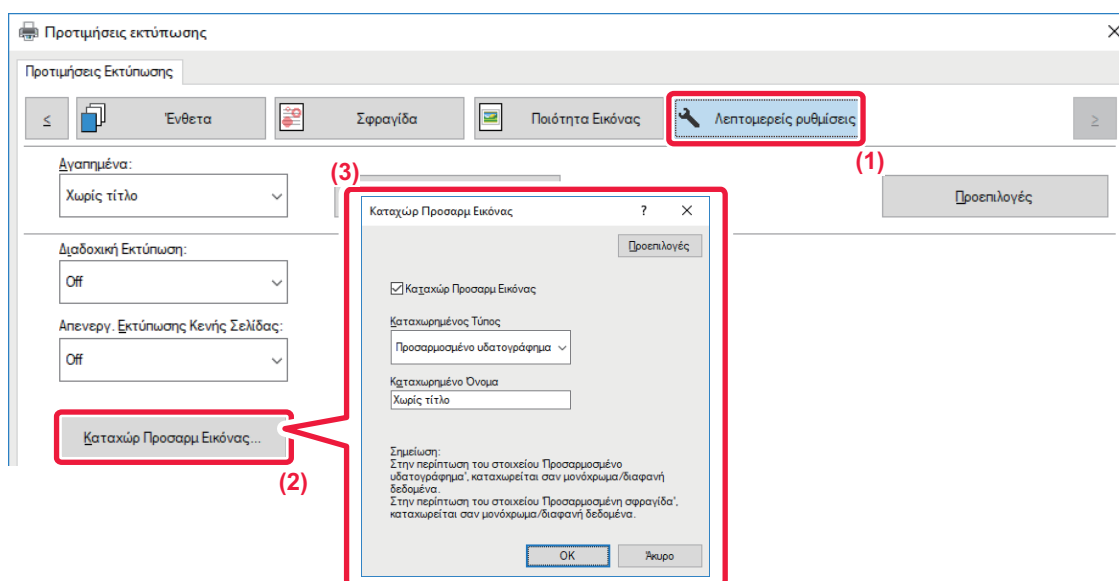 Προτιμήσεις εκτύπωσης
Προτιμήσεις Εκτύπωσης
<
Ένθετα
Σφραγίδα
Ποιότητα Εικόνας
Λεπτομερείς ρυθμίσεις
>
(1)
Αγαπημένα:
Χωρίς τίτλο
Προεπιλογές
Διαδοχική Εκτύπωση:
Off
Απενεργ. Εκτύπωσης Κενής Σελίδας:
Off
Καταχώρ Προσαρμ Εικόνας...
(2)
(3)
Καταχώρ Προσαρμ Εικόνας
?
Προεπιλογές
Καταχώρ Προσαρμ Εικόνας
Καταχωρημένος Τύπος
Προσαρμοσμένο υδατογράφημα
Καταχωρημένο Όνομα
Χωρίς τίτλο
Σημείωση:
Στην περίπτωση του στοιχείου 'Προσαρμοσμένο
υδατογράφημα', καταχωρείται σαν μονόχρωμα/διαφανή
δεδομένα.
Στην περίπτωση του στοιχείου 'Προσαρμοσμένη σφραγίδα',
καταχωρείται σαν μονόχρωμα/διαφανή δεδομένα.
OK
Άκυρο